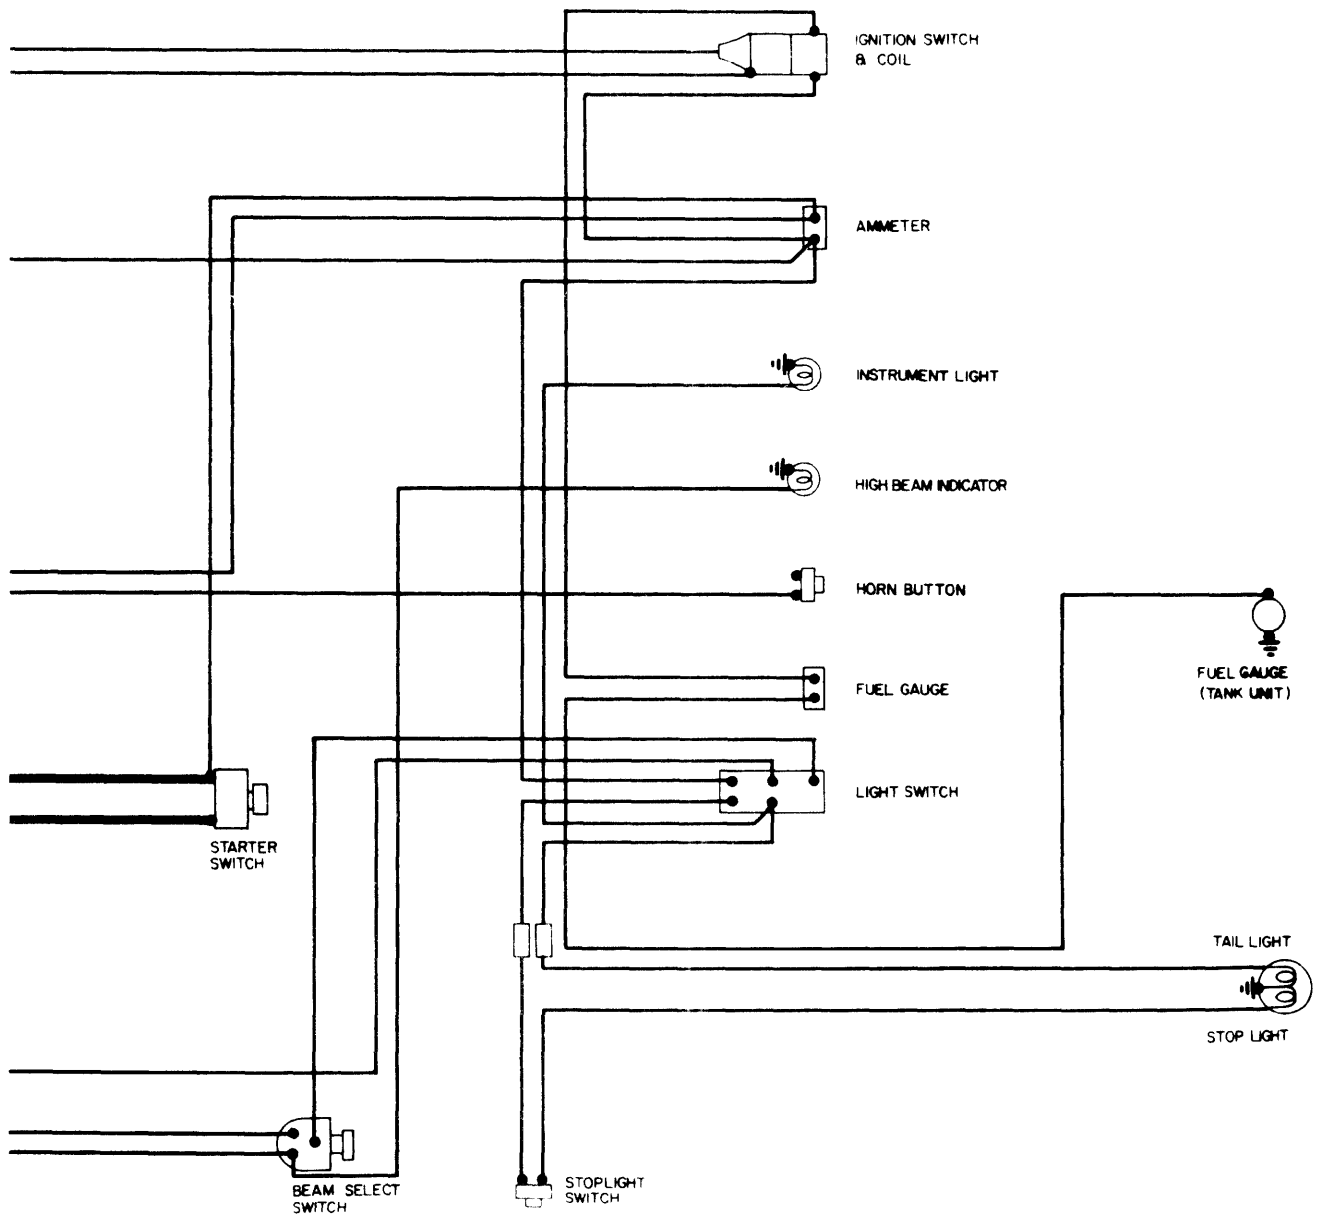 IGNITION SWITCH
& COIL
AMMETER
INSTRUMENT LIGHT
HIGH BEAM INDICATOR
HORN BUTTON
FUEL GAUGE
(TANK UNIT)
FUEL GAUGE
LIGHT SWITCH
STARTER
SWITCH
TAIL LIGHT
STOP LIGHT
BEAM SELECT
SWITCH
STOPLIGHT
SWITCH